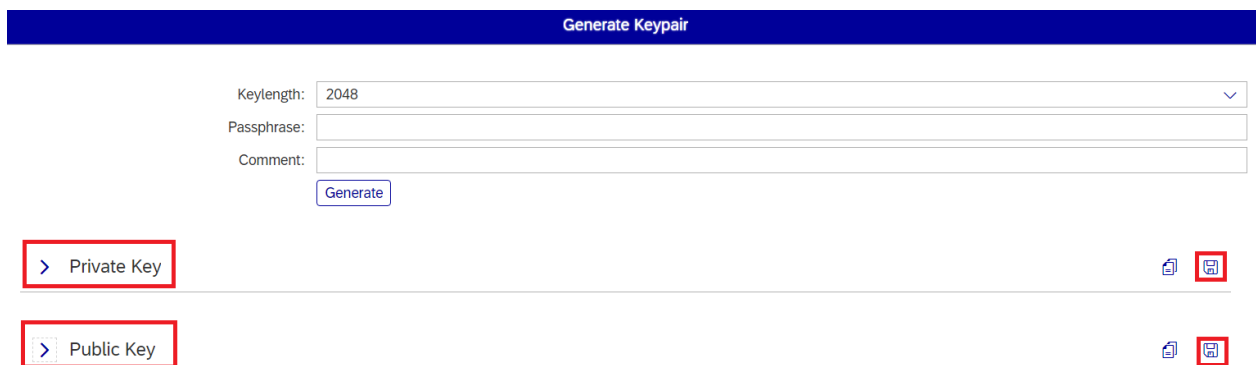 Generate Keypair
Keylength: 2048
Passphrase:
Comment:
Generate
Private Key
Public Key